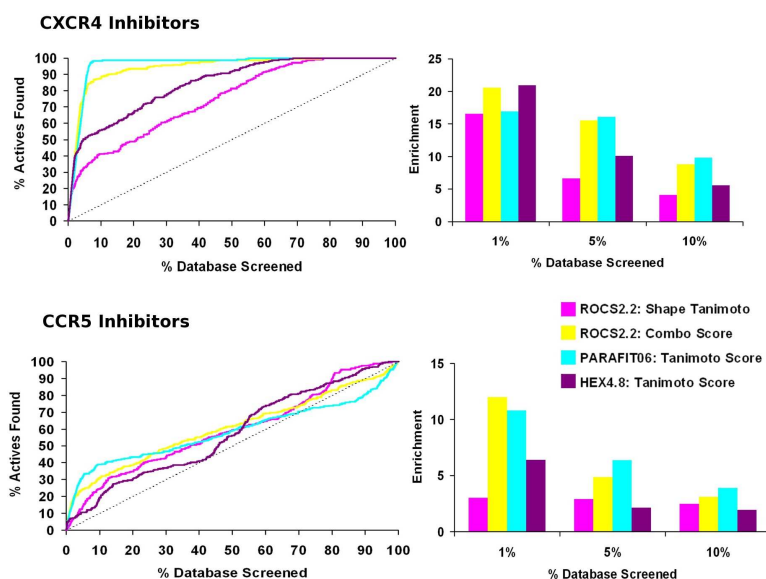 CXCR4 Inhibitors
% Actives Found
100
90
80
70
60
50
40
30
20
10
0
0 10 20 30 40 50 60 70 80 90 100
% Database Screened
Enrichment
25
20
15
10
5
0
1% 5% 10%
% Database Screened
CCR5 Inhibitors
% Actives Found
100
90
80
70
60
50
40
30
20
10
0
0 10 20 30 40 50 60 70 80 90 100
% Database Screened
ROCS2.2: Shape Tanimoto
ROCS2.2: Combo Score
PARAFIT06: Tanimoto Score
HEX4.8: Tanimoto Score
Enrichment
15
10
5
0
1% 5% 10%
% Database Screened